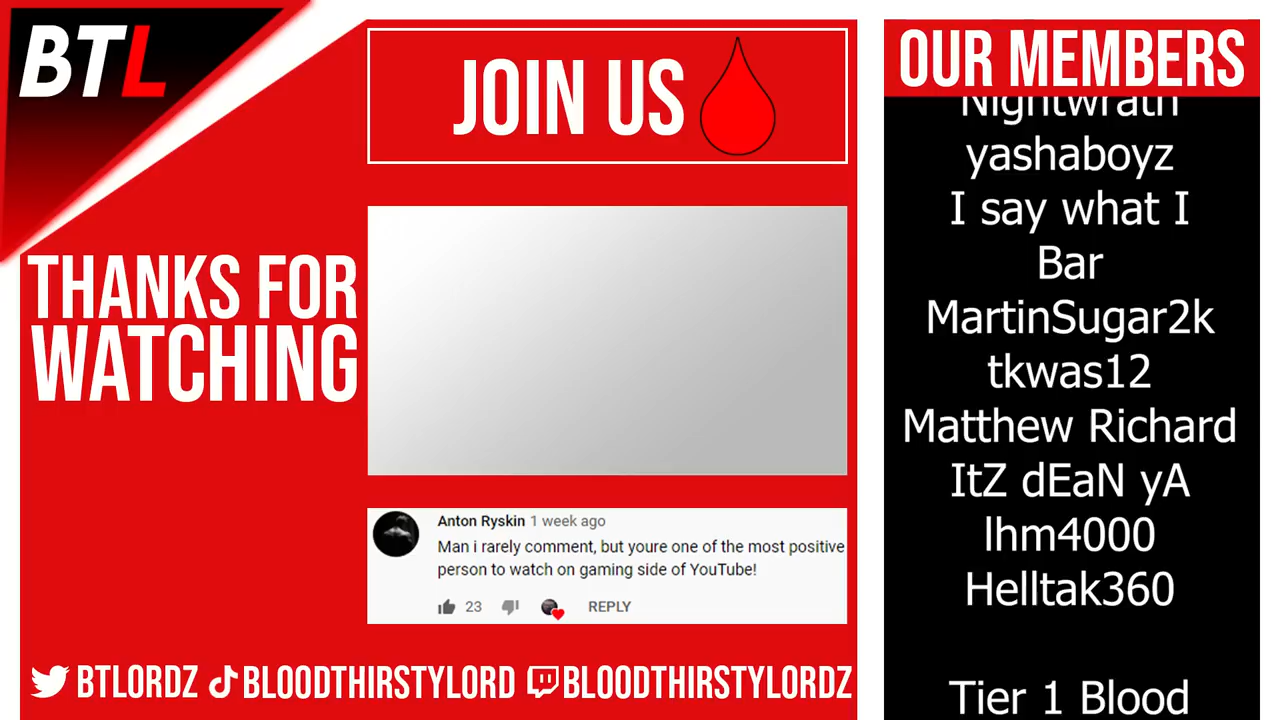 BTL
JOIN US
THANKS FOR
WATCHING
Anton Ryskin 1 week ago
Man i rarely comment, but youre one of the most positive
person to watch on gaming side of YouTube!
23 REPLY
BTLORDZ BLOODTHIRSTYLORD BLOODTHIRSTYLORDZ
OUR MEMBERS
Nightwrath
yashaboyz
I say what I
Bar
MartinSugar2k
tkwas12
Matthew Richard
ItZ dEaN yA
lhm4000
Helltak360
Tier 1 Blood